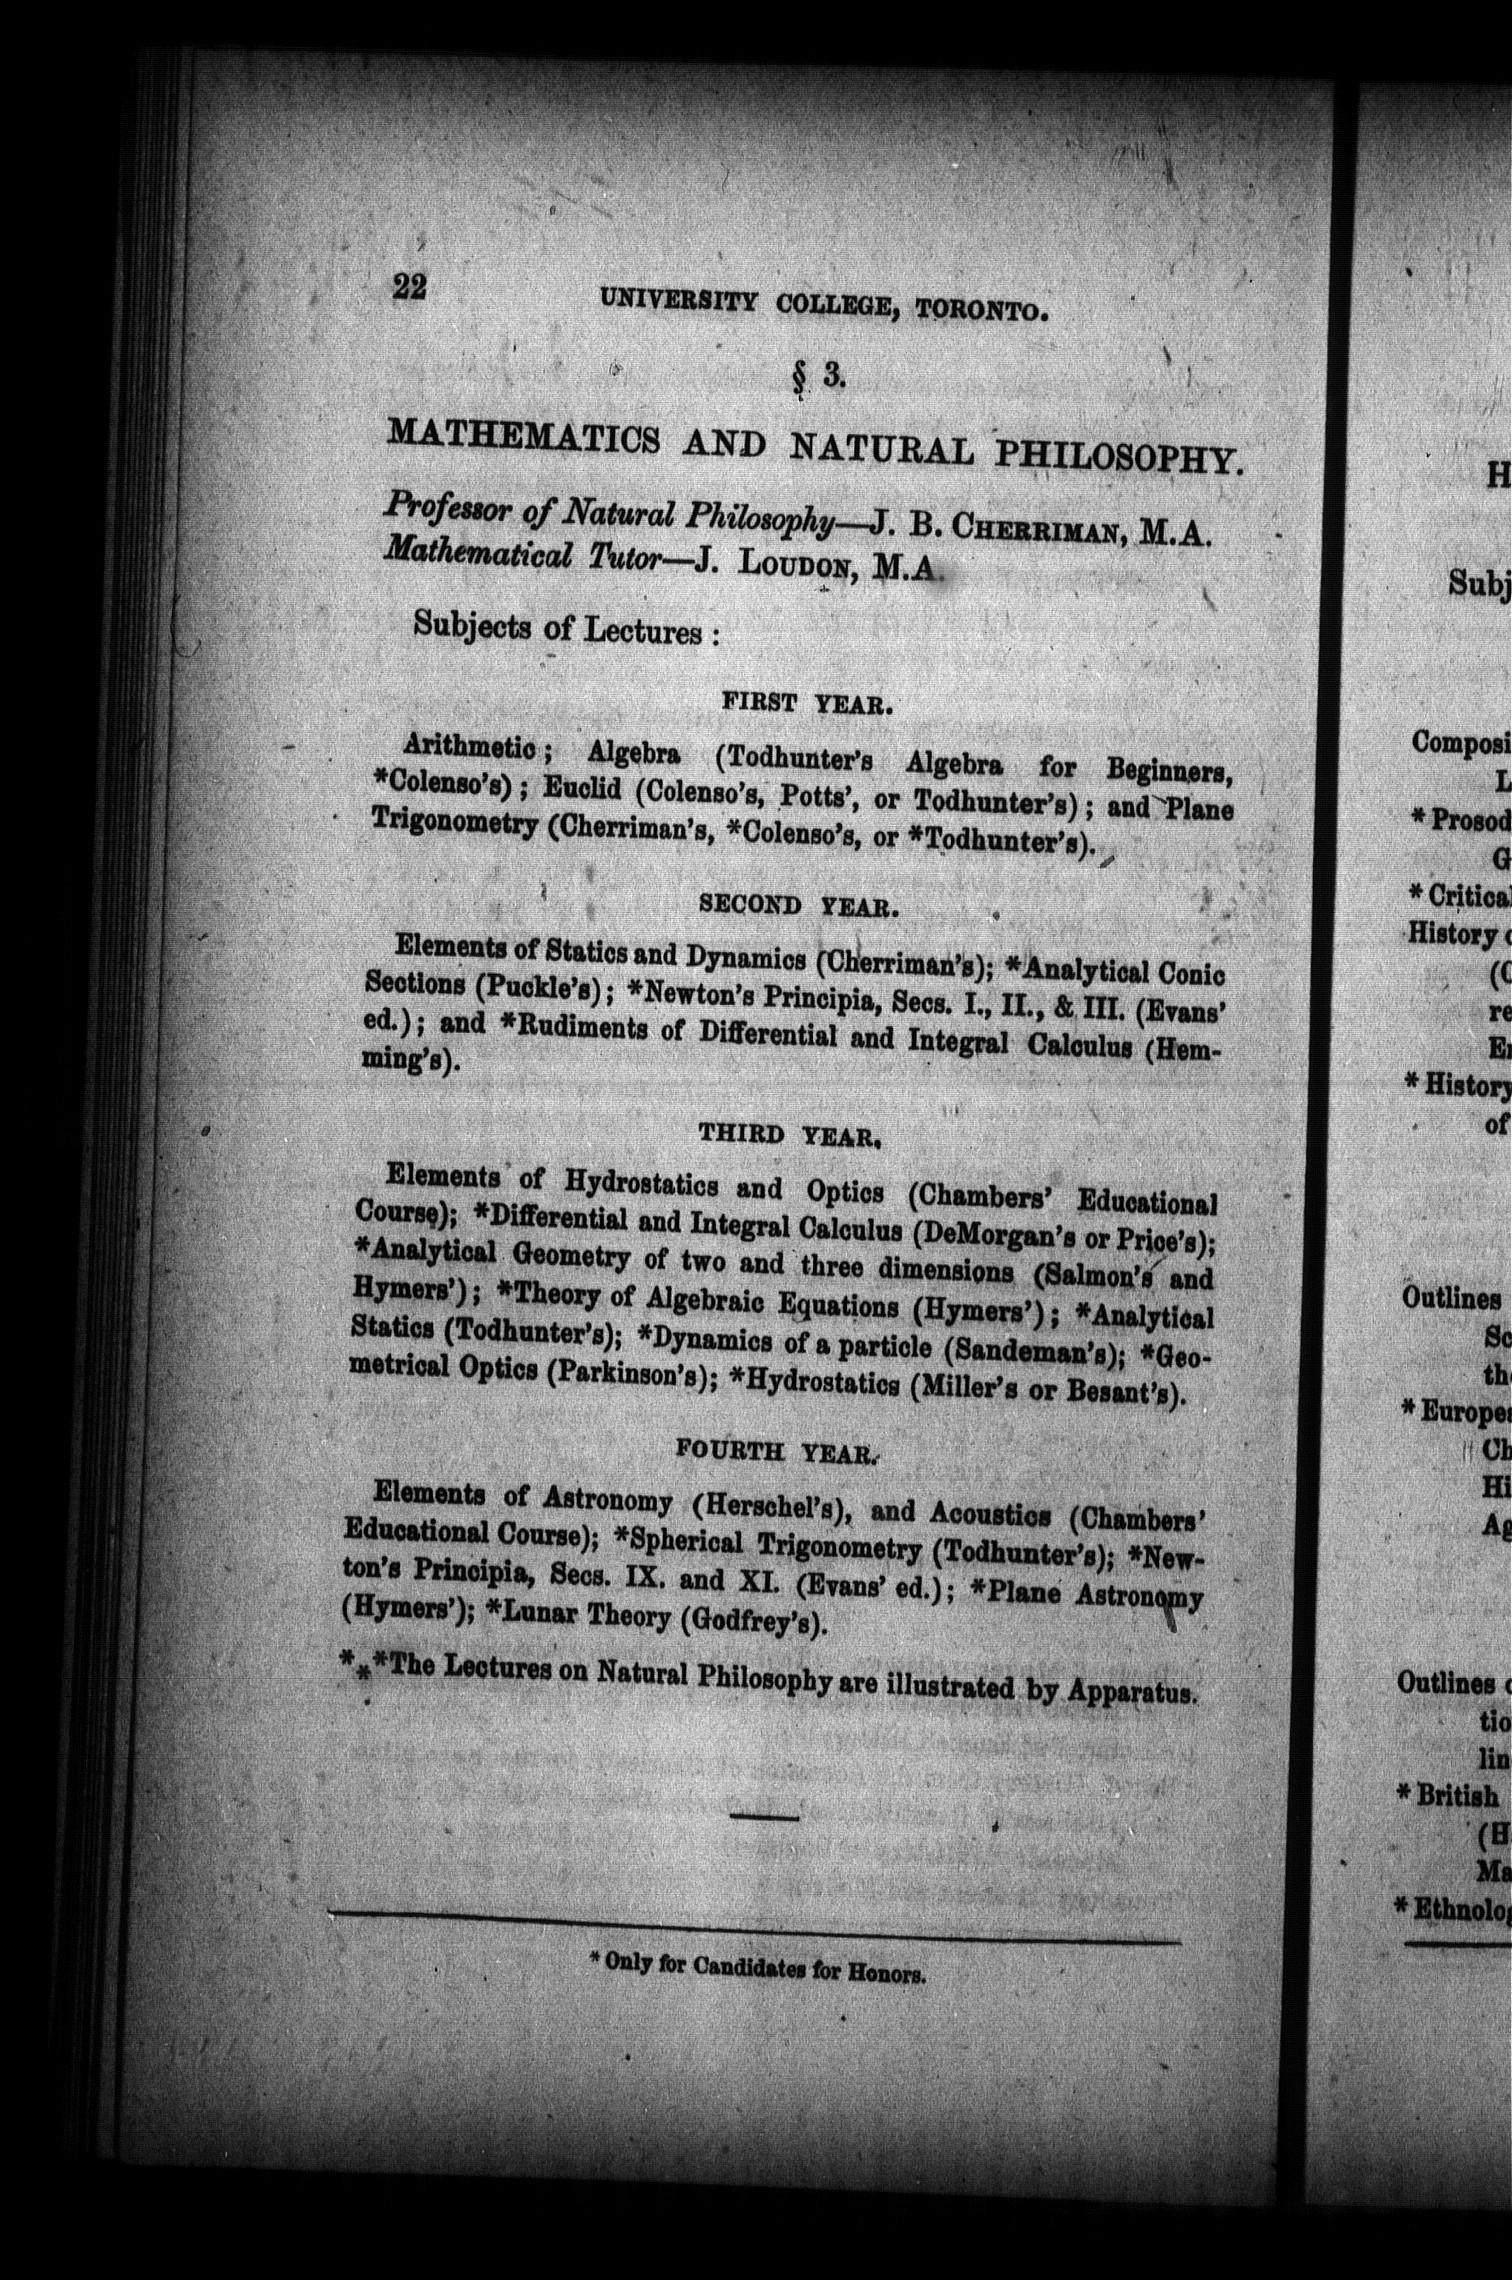 22
UNIVERSITY COLLEGE, TORONTO.
§ 3.
MATHEMATICS AND NATURAL PHILOSOPHY.
Professor of Natural Philosophy—J. B. CHERRIMAN, M.A.
Mathematical Tutor—J. LOUDON, M.A.
Subjects of Lectures :
FIRST YEAR.
Arithmetic ; Algebra (Todhunter's Algebra for Beginners,
*Colenso's) ; Euclid (Colenso's, Potts', or Todhunter's) ; and Plane
Trigonometry (Cherriman's, *Colenso's, or *Todhunter's).
SECOND YEAR.
Elements of Statics and Dynamics (Cherriman's); *Analytical Conic
Sections (Puckle's) ; *Newton's Principia, Secs. I., II., & III. (Evans'
ed.) ; and *Rudiments of Differential and Integral Calculus (Hem-
ming's).
THIRD YEAR.
Elements of Hydrostatics and Optics (Chambers' Educational
Course); *Differential and Integral Calculus (DeMorgan's or Price's);
*Analytical Geometry of two and three dimensions (Salmon's and
Hymers') ; *Theory of Algebraic Equations (Hymers') ; *Analytical
Statics (Todhunter's); *Dynamics of a particle (Sandeman's); *Geo-
metrical Optics (Parkinson's); *Hydrostatics (Miller's or Besant's).
FOURTH YEAR.
Elements of Astronomy (Herschel's), and Acoustics (Chambers'
Educational Course); *Spherical Trigonometry (Todhunter's); *New-
ton's Principia, Secs. IX. and XI. (Evans' ed.) ; *Plane Astronomy
(Hymers'); *Lunar Theory (Godfrey's).
***The Lectures on Natural Philosophy are illustrated by Apparatus.
* Only for Candidates for Honors.
H
Subj
Composi
L
* Prosod
G
* Critical
History
(
re
* History
of
Outlines
Sc
th
* Europe
Ch
Hi
Ag
Outlines
tio
lin
* British
(H
Ma
* Ethnolog